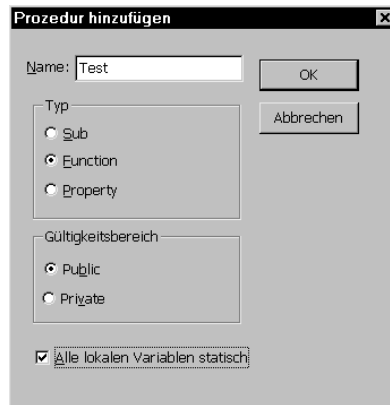 Prozedur hinzufügen
Name: Test
OK
Abbrechen
Typ
Sub
Function
Property
Gültigkeitsbereich
Public
Private
Alle lokalen Variablen statisch